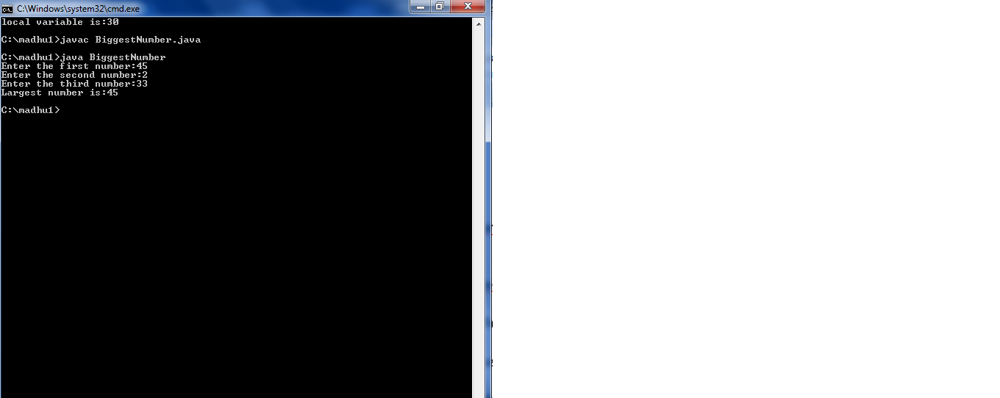 C:\Windows\system32\cmd.exe
local variable is:30
C:\madhu1>javac BiggestNumber.java
C:\madhu1>java BiggestNumber
Enter the first number:45
Enter the second number:2
Enter the third number:33
Largest number is:45
C:\madhu1>